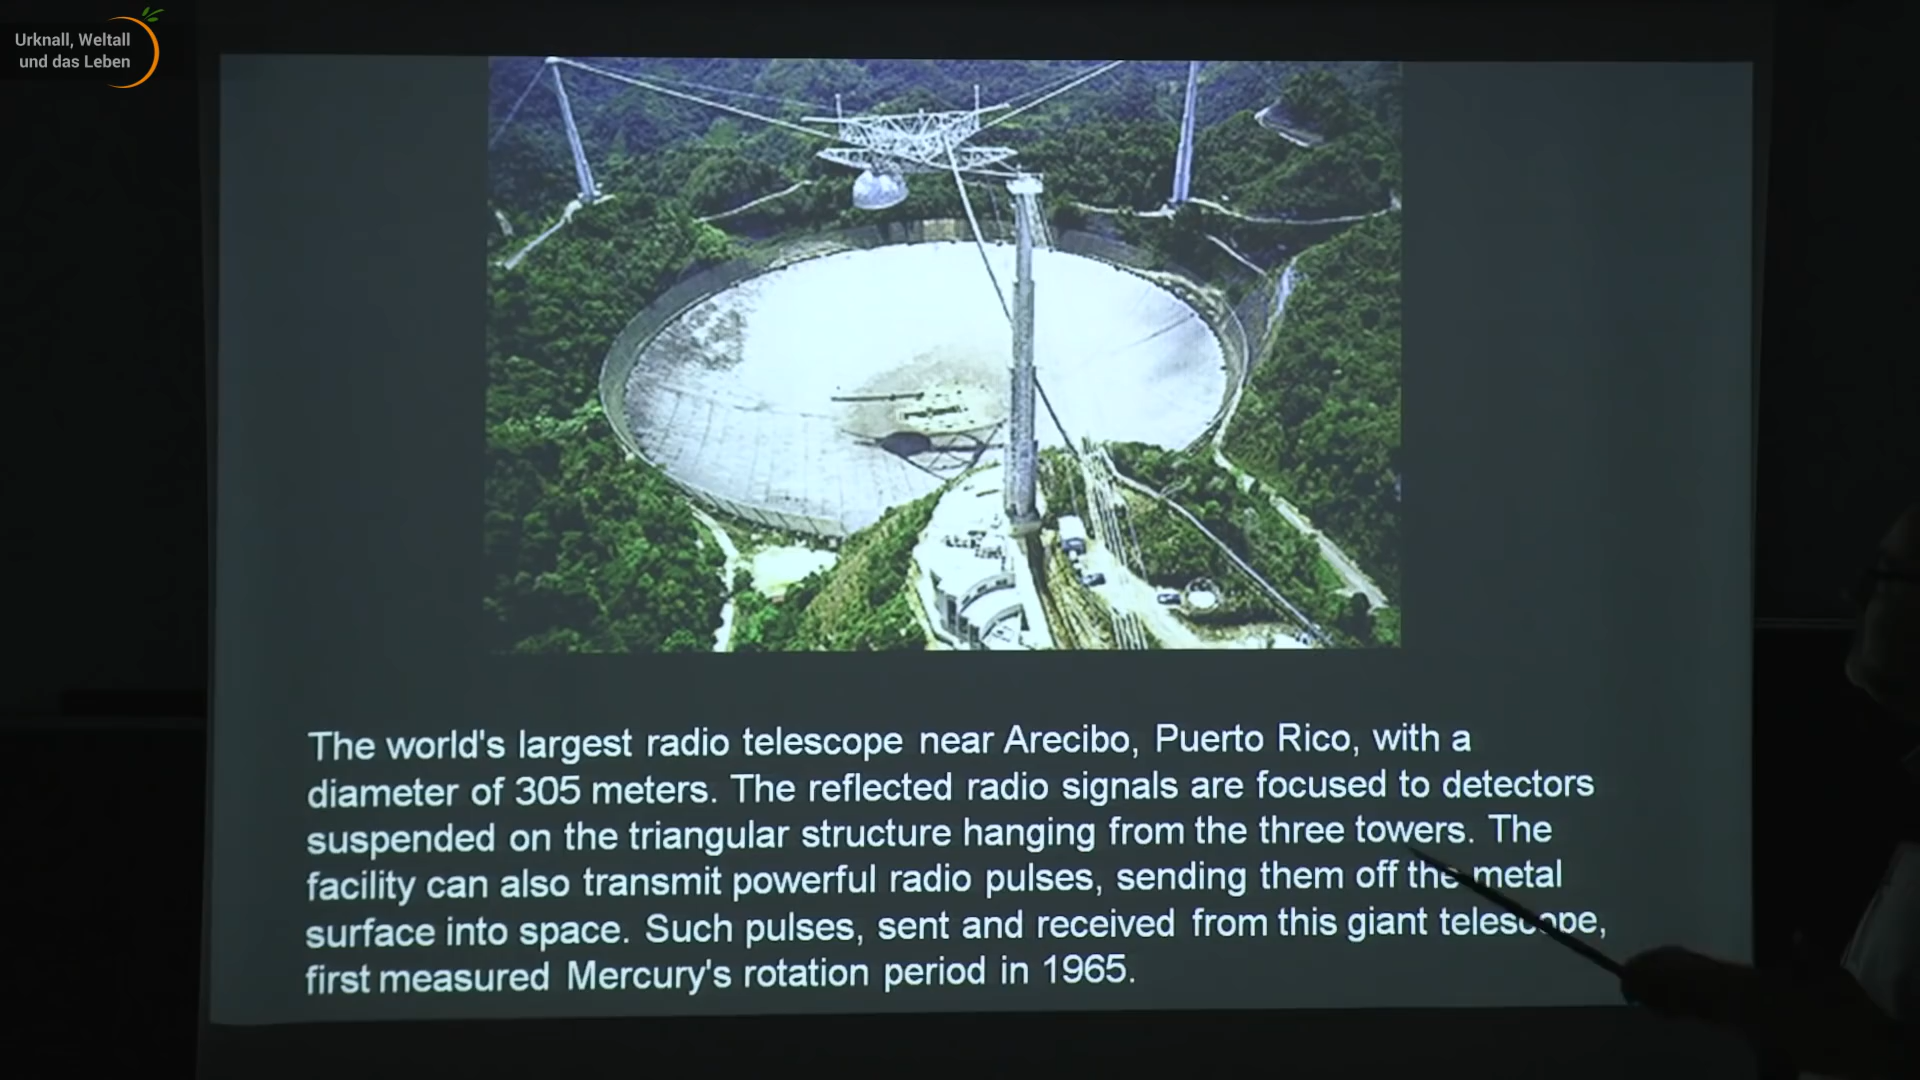 Urknall, Weltall
und das Leben
The world's largest radio telescope near Arecibo, Puerto Rico, with a
diameter of 305 meters. The reflected radio signals are focused to detectors
suspended on the triangular structure hanging from the three towers. The
facility can also transmit powerful radio pulses, sending them off the metal
surface into space. Such pulses, sent and received from this giant telescope,
first measured Mercury's rotation period in 1965.